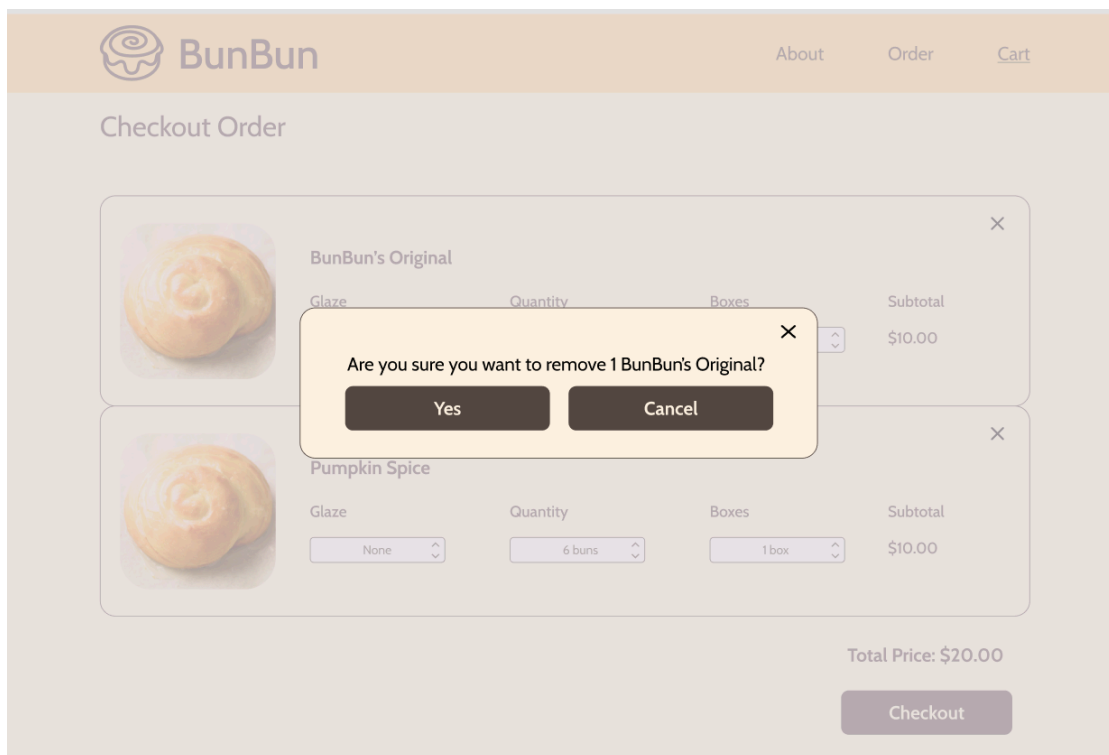 BunBun
About Order Cart
Checkout Order
BunBun's Original
Glaze Quantity Boxes Subtotal
$10.00
Are you sure you want to remove 1 BunBun's Original?
Yes Cancel
Pumpkin Spice
Glaze Quantity Boxes Subtotal
None 6 buns 1 box $10.00
Total Price: $20.00
Checkout